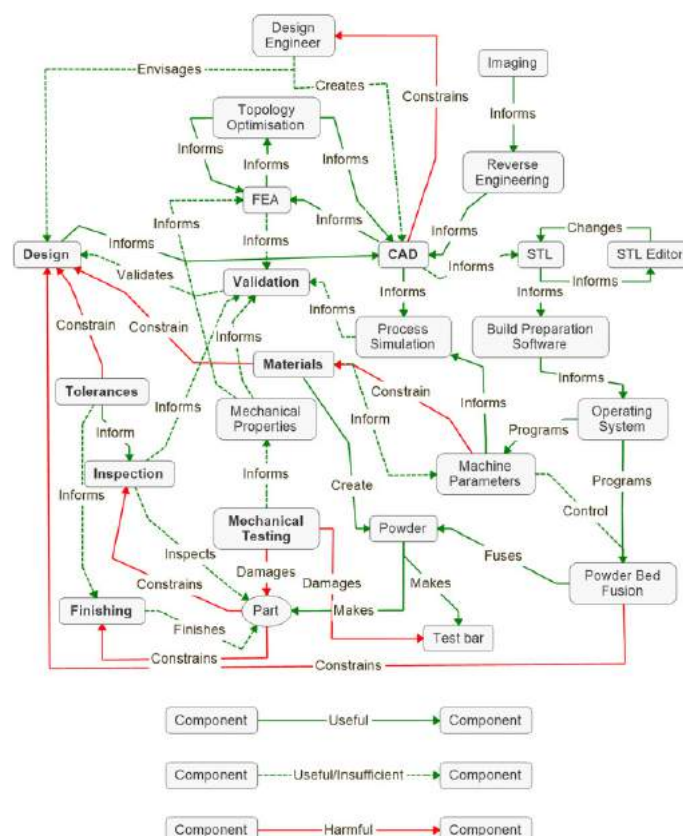 Design
Engineer
Imaging
Envisages
Creates
Constrains
Topology
Optimisation
Informs
Informs
Informs
Informs
Reverse
Engineering
FEA
Informs
Informs
Informs
Informs
Changes
Design
Informs
CAD
Informs
STL
STL Editor
Validates
Validation
Informs
Informs
Informs
Constrain
Constrain
Informs
Informs
Process
Simulation
Build Preparation
Software
Materials
Constrain
Informs
Tolerances
Mechanical
Properties
Informs
Inform
Operating
System
Inform
Informs
Programs
Inspection
Machine
Parameters
Programs
Informs
Informs
Create
Control
Mechanical
Testing
Powder
Inspects
Fuses
Damages
Damages
Makes
Powder Bed
Fusion
Constrains
Finishing
Part
Makes
Finishes
Test bar
Constrains
Constrains
Component
Useful
Component
Component
Useful/Insufficient
Component
Component
Harmful
Component